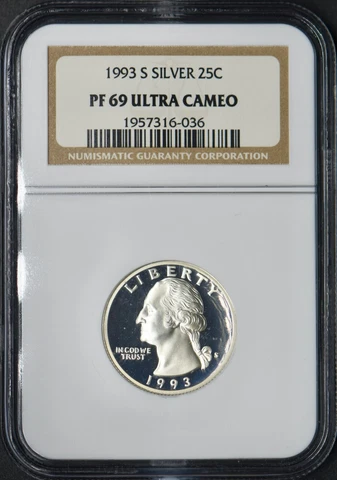 1993 S SILVER 25C
PF 69 ULTRA CAMEO
1957316-036
NUMISMATIC GUARANTY CORPORATION
LIBERTY
IN GOD WE
TRUST
S
1993